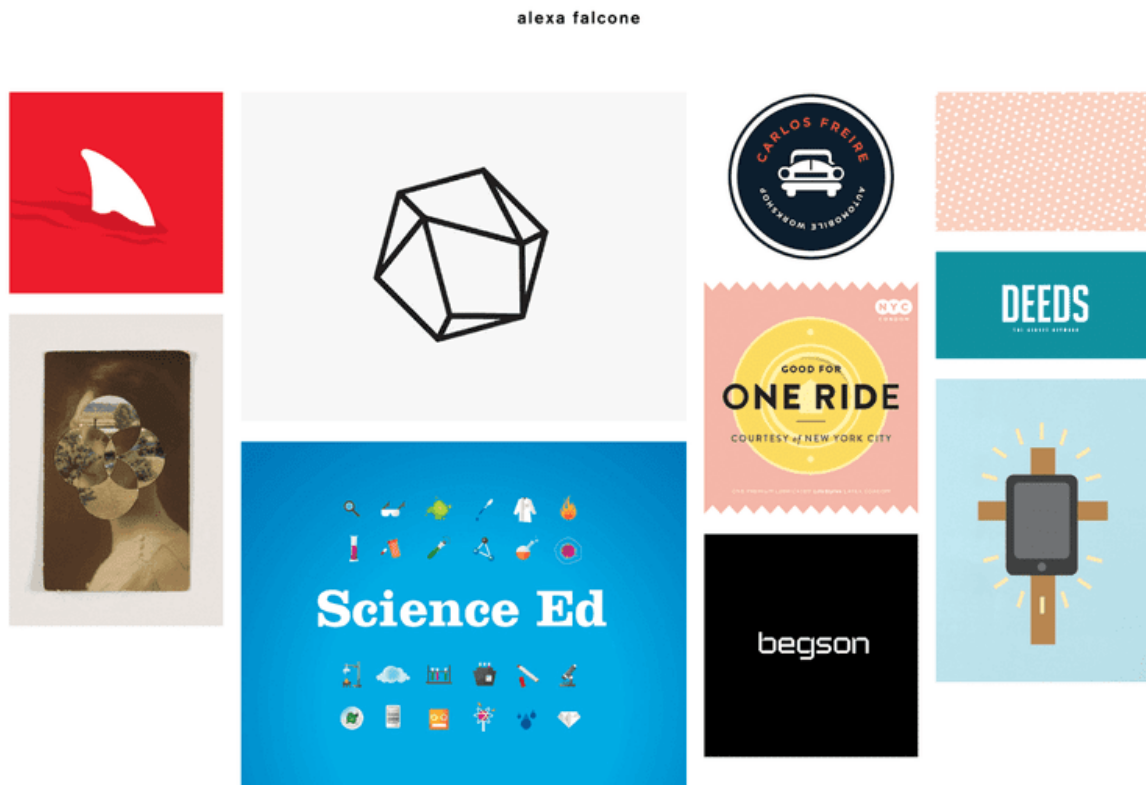 alexa falcone
CARLOS FREIRE
AUTOMOBILE WORKSHOP
NYC
CONDOM
GOOD FOR
ONE RIDE
COURTESY of NEW YORK CITY
DEEDS
Science Ed
begson